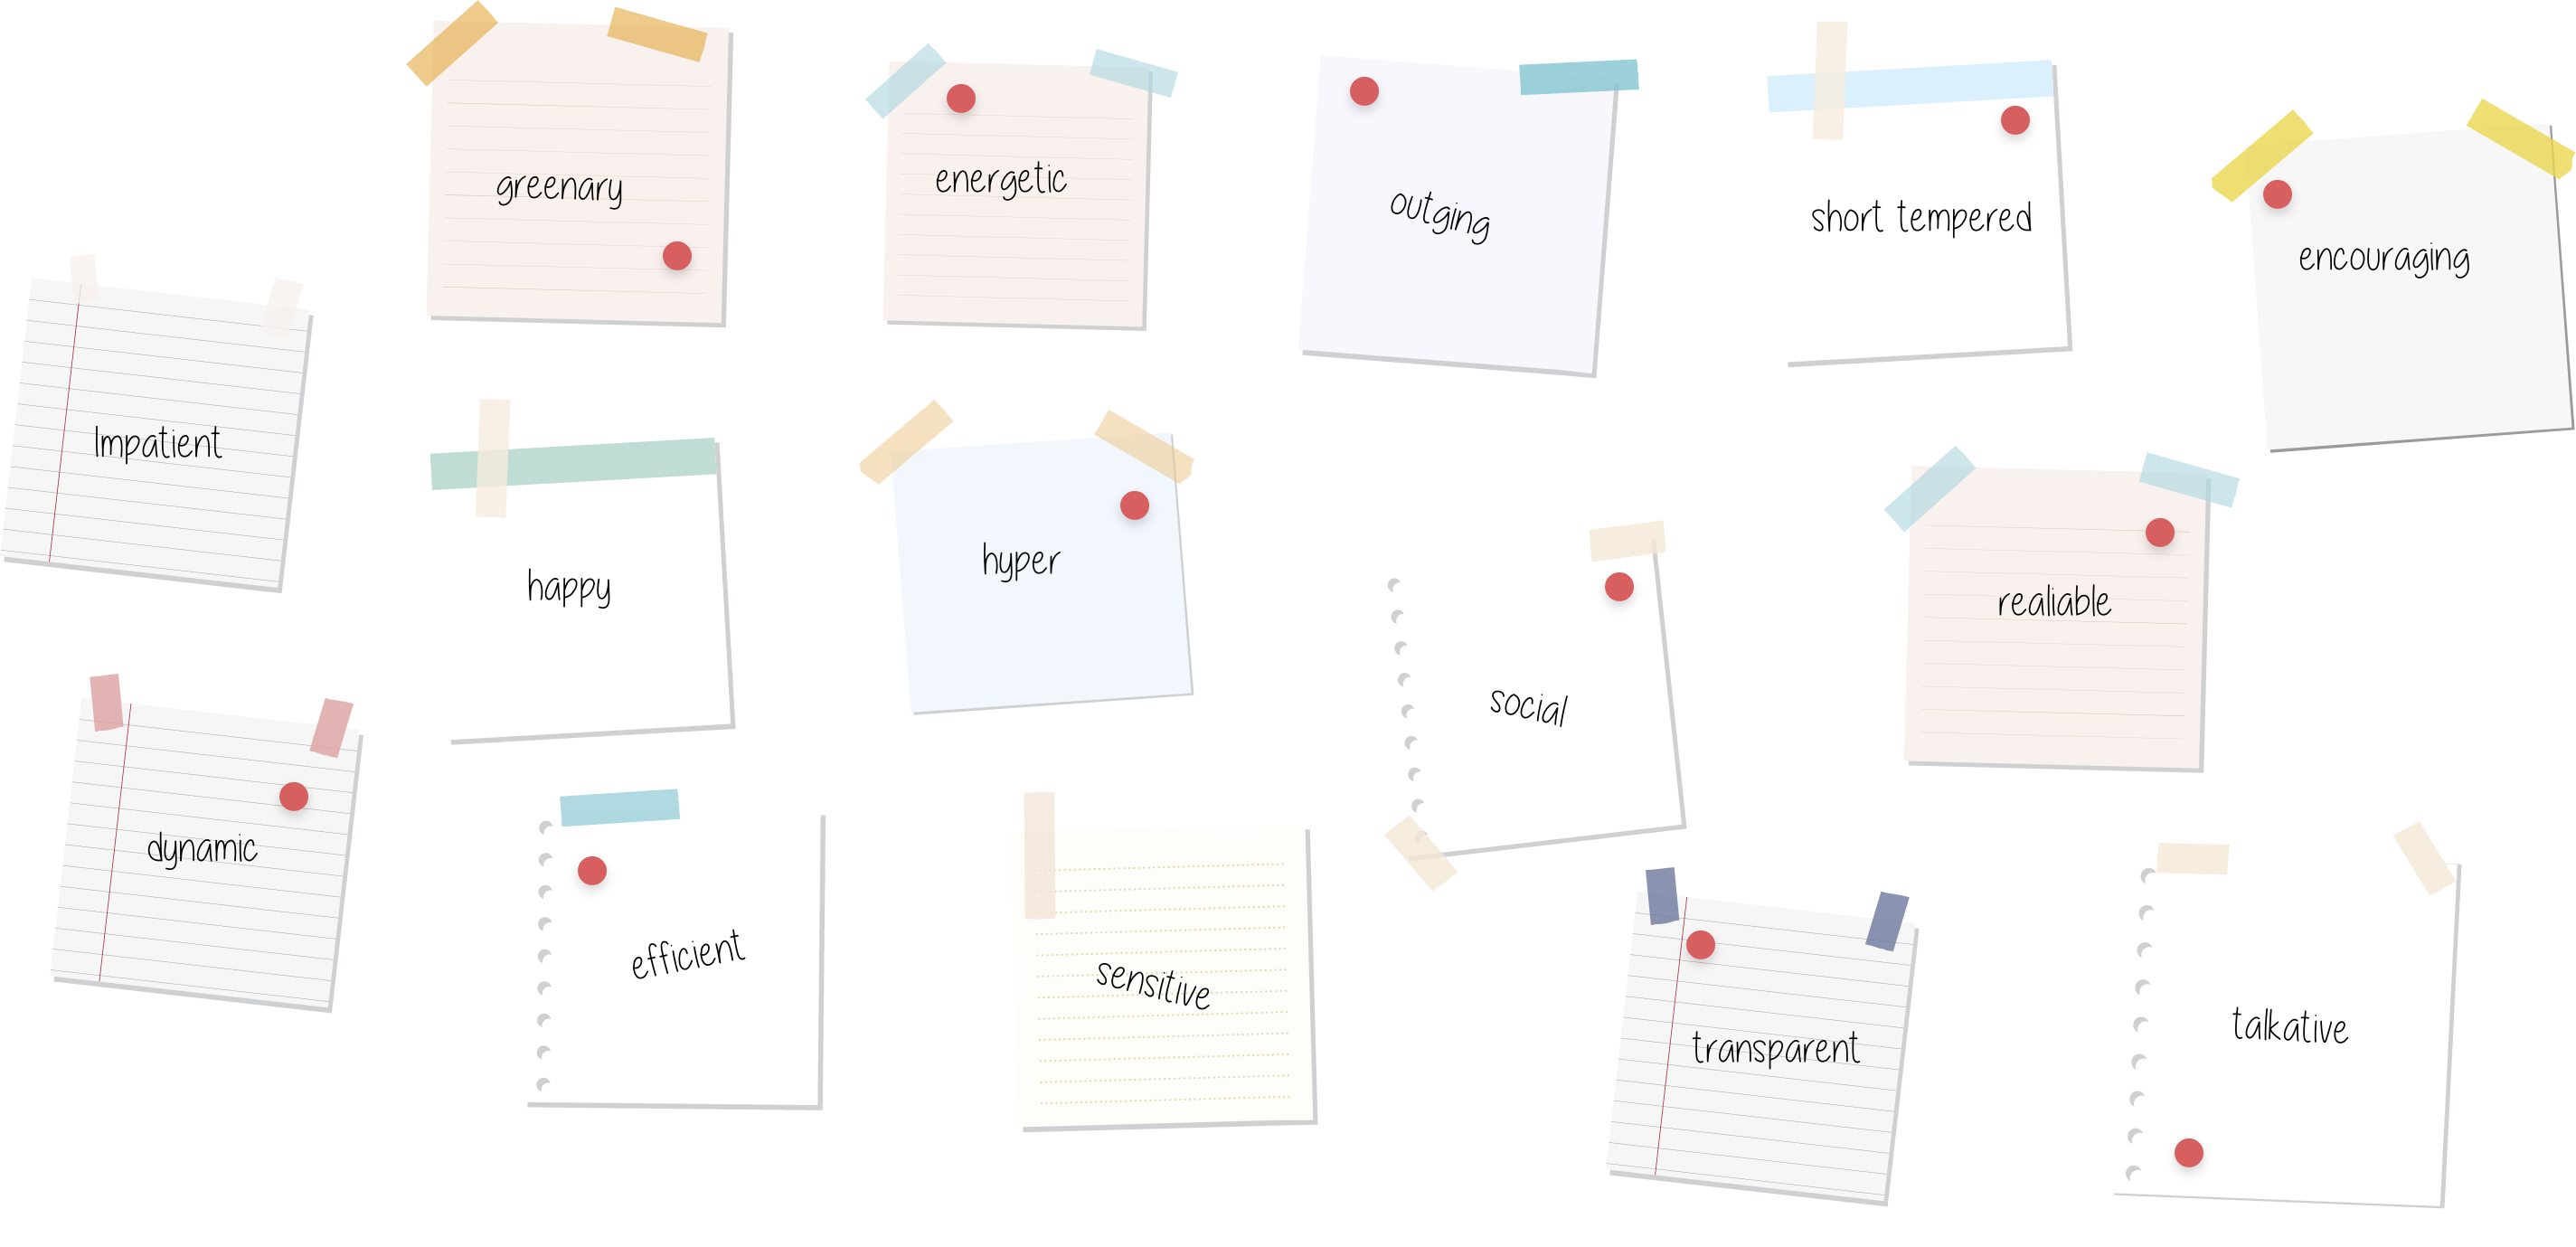 greenary
energetic
outging
short tempered
encouraging
Impatient
happy
hyper
realiable
social
dynamic
efficient
sensitive
transparent
talkative